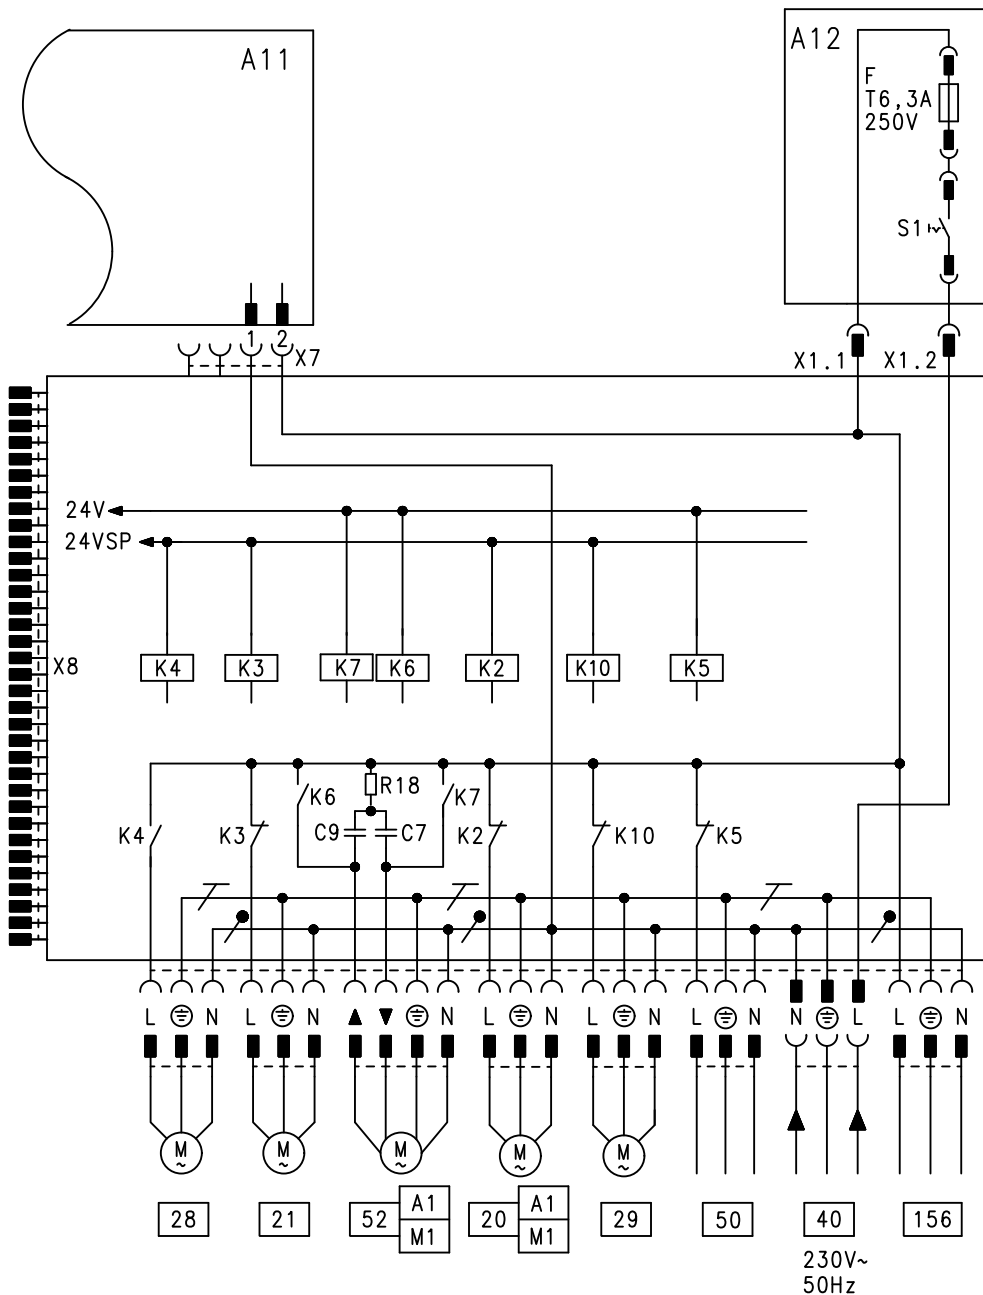 A11
A12
F
T6,3A
250V
S1
1 2
X7
X1.1 X1.2
24V
24VSP
X8
K4 K3 K7 K6 K2 K10 K5
K6 R18 K7
K4 K3 C9 C7 K2 K10 K5
L N L N N L N L N L N N L L N
M M M M M
~ ~ ~ ~ ~
28 21 52 A1 M1 20 A1 M1 29 50 40 156
230V~
50Hz